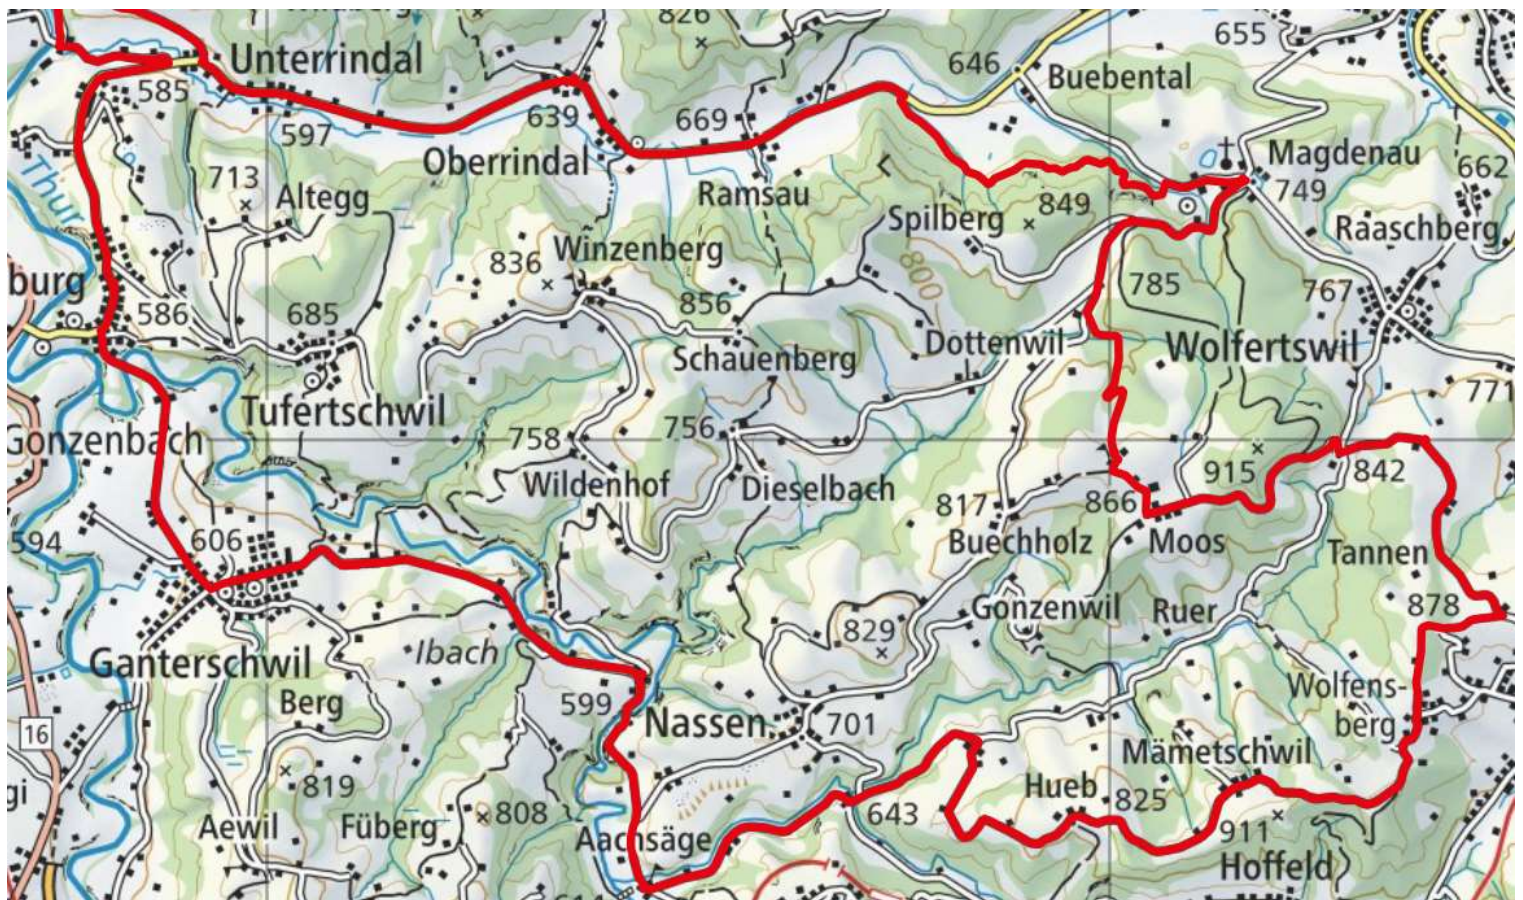 826
655
646
Buebental
Unterrindal
585
597
639
669
Oberrindal
Magdenau
662
749
Thur
713
Altegg
Ramsau
Spilberg
849
Räaschberg
836
Winzenberg
800
burg
586
685
856
785
767
Schauenberg
Dottenwil
Wolfertswil
771
Tufertschwil
Gonzenbach
758
756
Wildenhof
Dieselbach
915
842
817
866
594
606
Buechholz
Moos
Tannen
Gonzenwil
Ruer
878
829
Ibach
Ganterschwil
Berg
599
Nassen
701
Wolfens-
berg
16
Mämetschwil
819
808
Hueb
825
643
gi
Aewil
Füberg
Aachsäge
911
Hoffeld